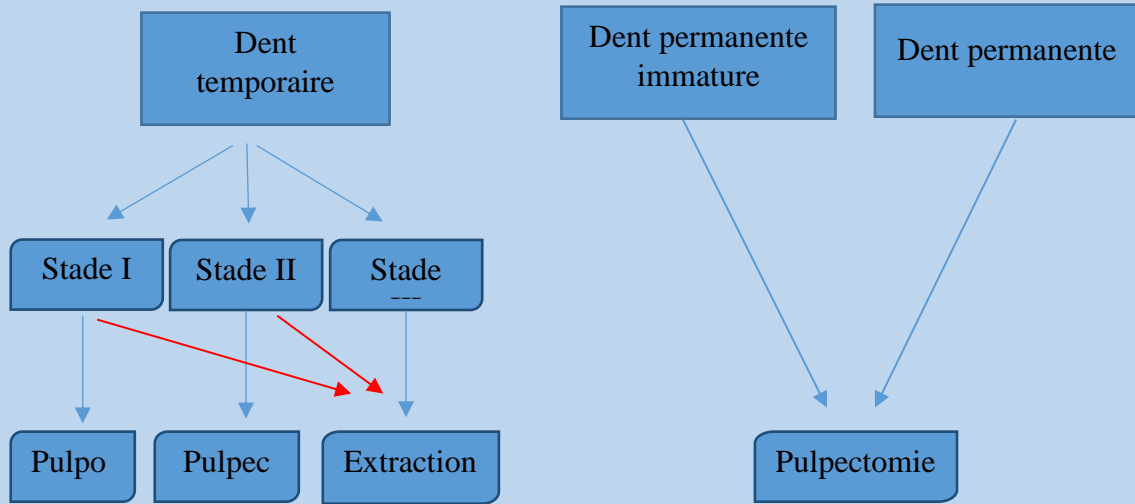 Dent
temporaire
Dent permanente
immature
Dent permanente
Stade I
Stade II
Stade
Pulpo
Pulpec
Extraction
Pulpectomie